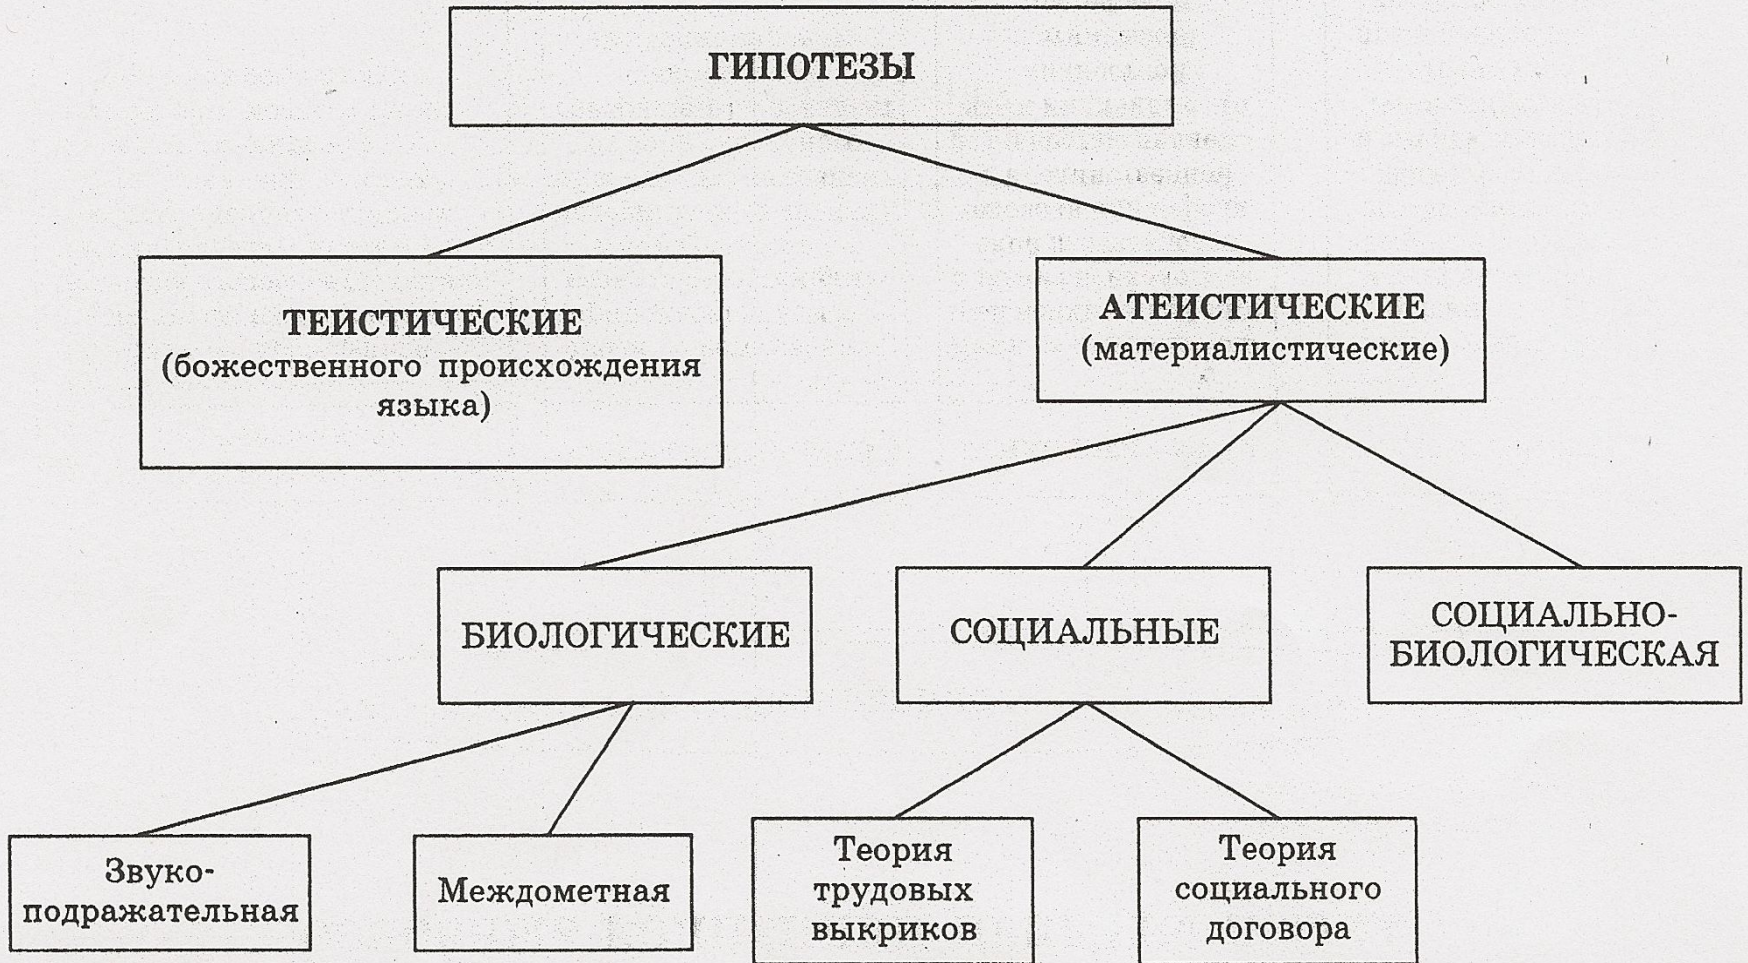 ГИПОТЕЗЫ
ТЕИСТИЧЕСКИЕ
(божественного происхождения
языка)
АТЕИСТИЧЕСКИЕ
(материалистические)
БИОЛОГИЧЕСКИЕ
СОЦИАЛЬНЫЕ
СОЦИАЛЬНО-
БИОЛОГИЧЕСКАЯ
Звуко-
подражательная
Междометная
Теория
трудовых
выкриков
Теория
социального
договора